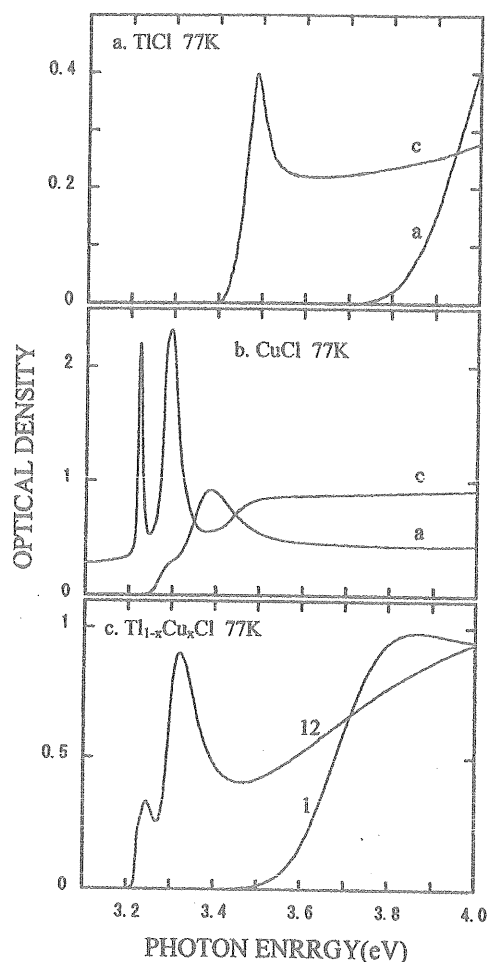 a. TlCl 77K
0.4
c
0.2
a
0
b. CuCl 77K
2
c
1
a
0
c. Tl1-xCuxCl 77K
1
12
0.5
1
0
3.2 3.4 3.6 3.8 4.0
PHOTON ENRRGY(eV)
OPTICAL DENSITY